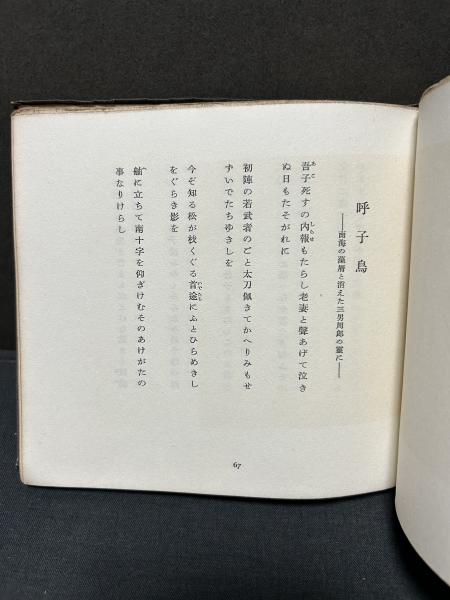 呼子鳥
――南海の藻屑と消えた三男周郎の靈に――
吾子死すの内報もたらし老妻と聲あげて泣き
ぬ日もたそがれに
初陣の若武者のごと太刀佩きてかへりみもせ
ずいでたちゆきしを
今ぞ知る松が枝くぐる首途にふとひらめきし
をぐらき影を
舳に立ちて南十字を仰ぎけむそのあけがたの
事なりけらし
67